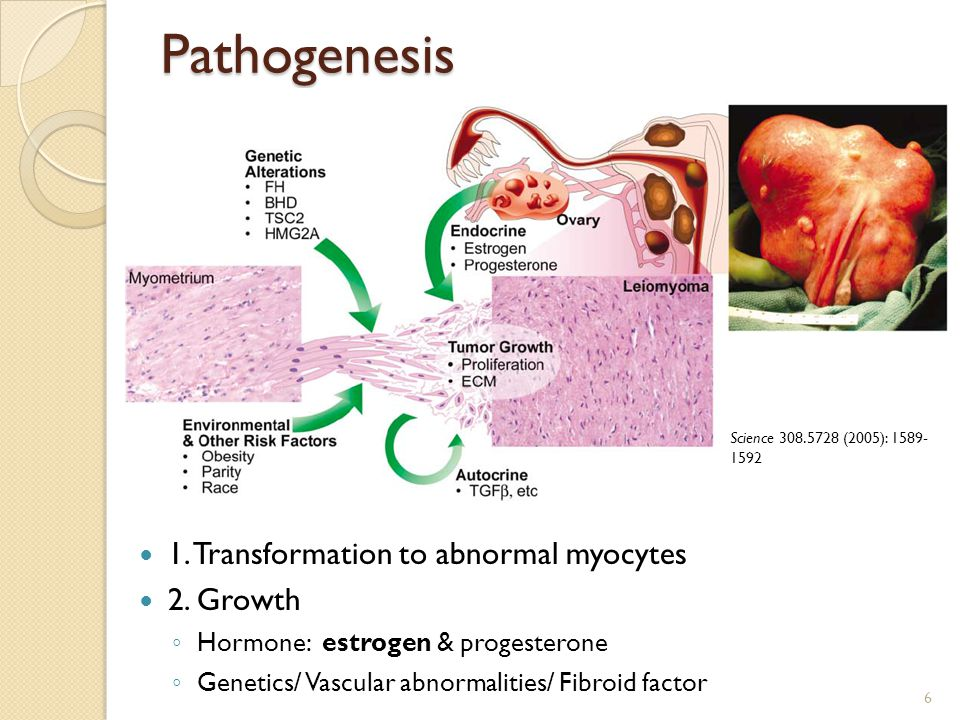 Pathogenesis
Genetic
Alterations
• FH
• BHD
• TSC2
• HMG2A
Ovary
Endocrine
• Estrogen
• Progesterone
Myometrium
Leiomyoma
Tumor Growth
• Proliferation
• ECM
Environmental
& Other Risk Factors
• Obesity
• Parity
• Race
Autocrine
• TGFβ, etc
Science 308.5728 (2005): 1589-
1592
• 1. Transformation to abnormal myocytes
• 2. Growth
◦ Hormone: estrogen & progesterone
◦ Genetics/ Vascular abnormalities/ Fibroid factor
6